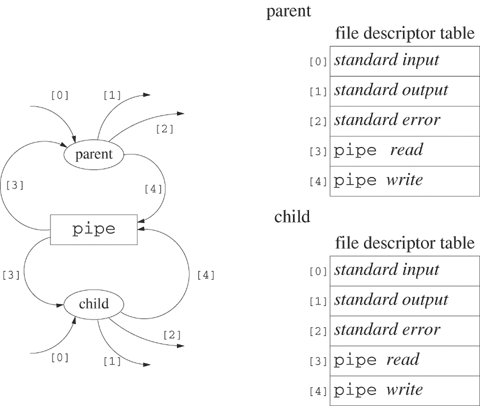 [0]
[1]
[2]
parent
[3]
[4]
pipe
[3]
[4]
child
[2]
[0]
[1]
parent
file descriptor table
[0] standard input
[1] standard output
[2] standard error
[3] pipe read
[4] pipe write
child
file descriptor table
[0] standard input
[1] standard output
[2] standard error
[3] pipe read
[4] pipe write